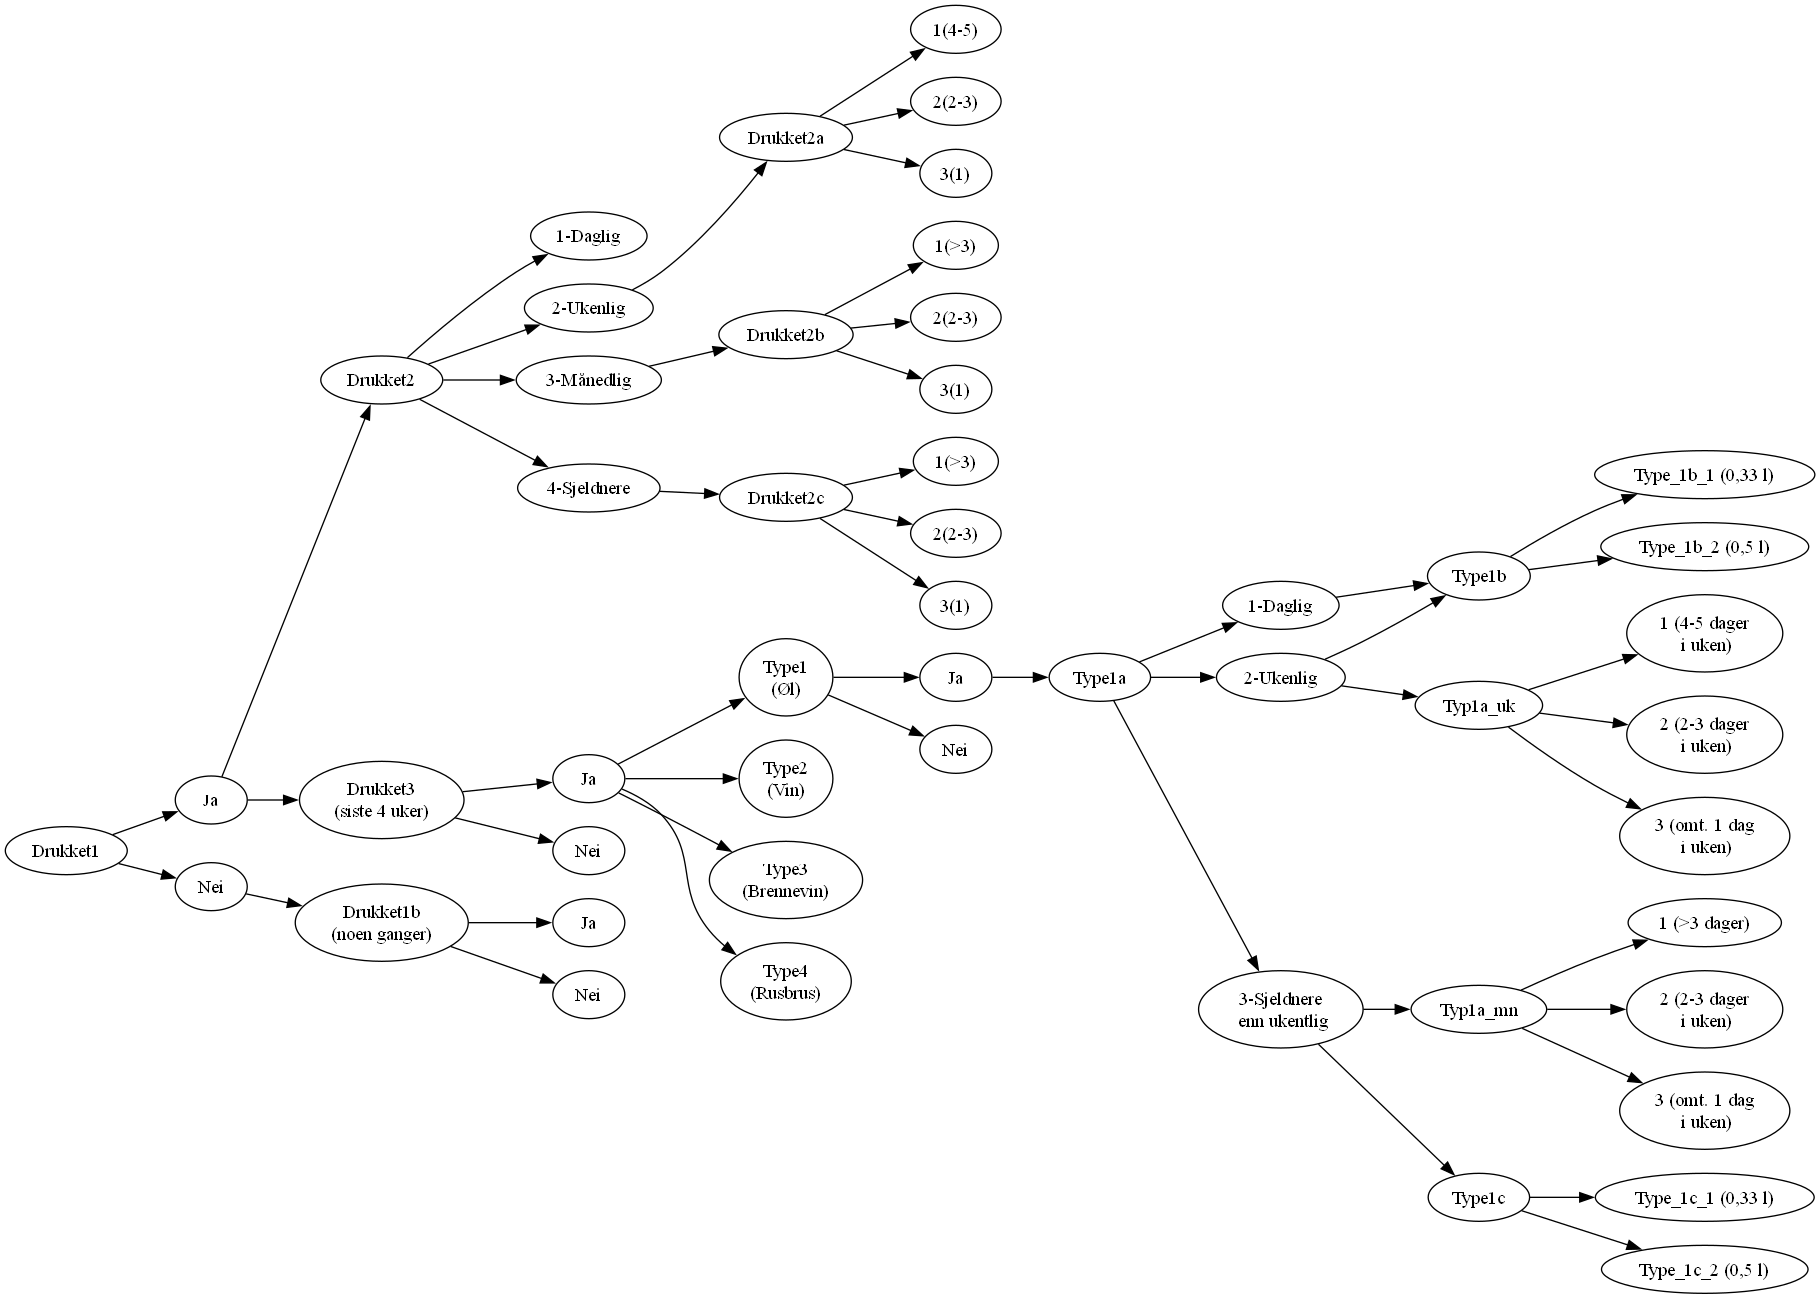 1(4-5)
2(2-3)
Drukket2a
3(1)
1-Daglig
1(>3)
2-Ukenlig
2(2-3)
Drukket2b
Drukket2
3-Månedlig
3(1)
1(>3)
4-Sjeldnere
Drukket2c
2(2-3)
3(1)
Type_1b_1 (0,33 l)
Type_1b_2 (0,5 l)
Type1b
1-Daglig
1 (4-5 dager
i uken)
Type1
(Øl)
Ja
Type1a
2-Ukenlig
Typ1a_uk
2 (2-3 dager
i uken)
Nei
Ja
Type2
(Vin)
Ja
Drukket3
(siste 4 uker)
3 (omt. 1 dag
i uken)
Drukket1
Nei
Type3
(Brennevin)
Nei
Drukket1b
(noen ganger)
Ja
1 (>3 dager)
Nei
Type4
(Rusbrus)
3-Sjeldnere
enn ukentlig
Typ1a_mn
2 (2-3 dager
i uken)
3 (omt. 1 dag
i uken)
Type1c
Type_1c_1 (0,33 l)
Type_1c_2 (0,5 l)